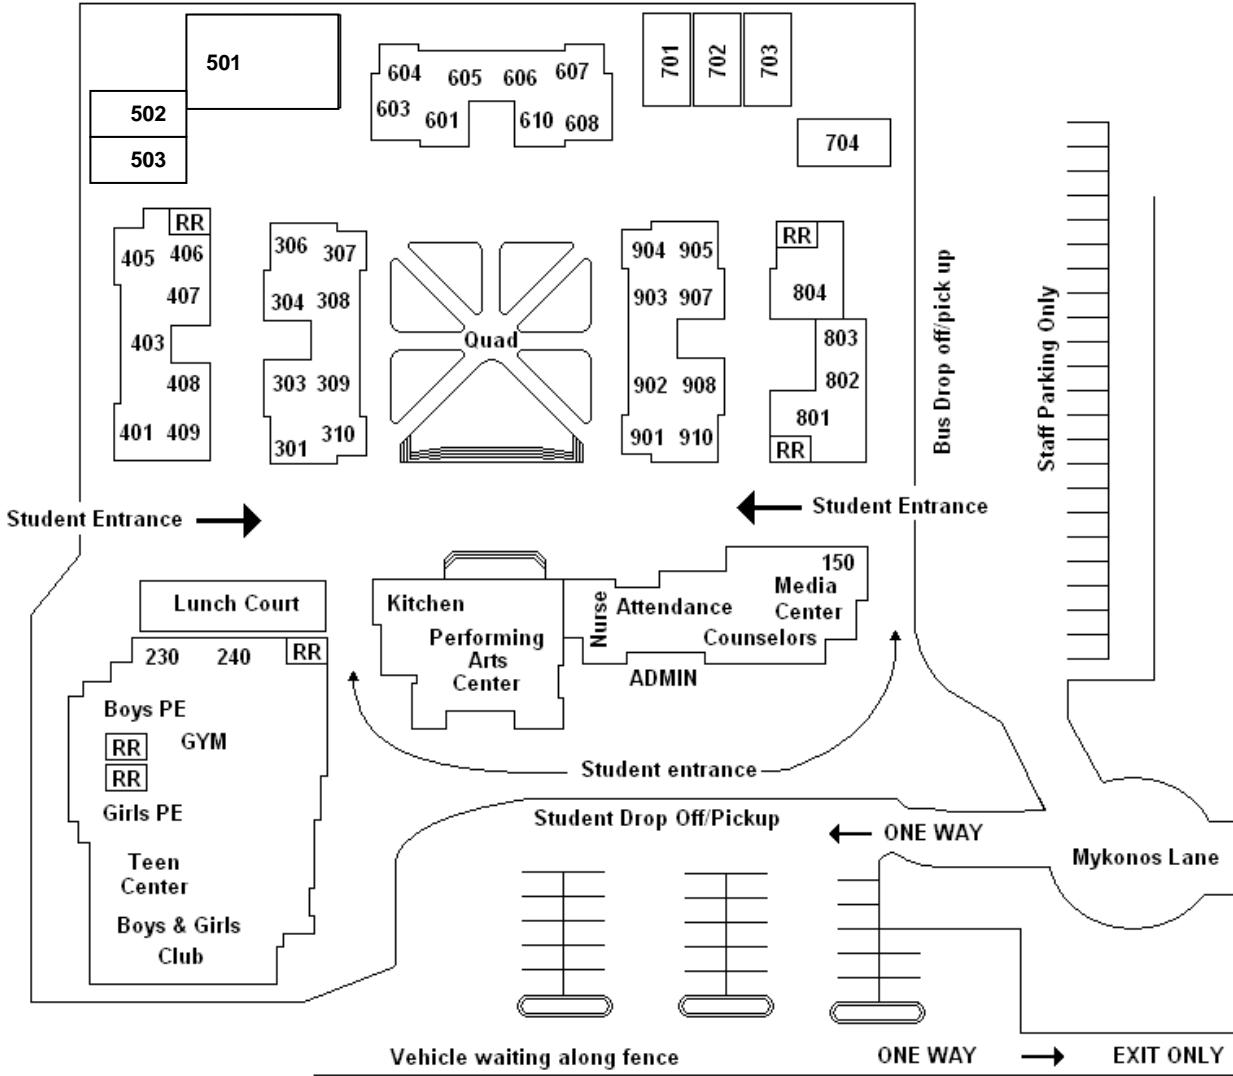 501
502
503
604
605
606
607
603
601
610
608
701
702
703
704
RR
405
406
407
403
408
401
409
306
307
304
308
303
309
301
310
Quad
904
905
903
907
902
908
901
910
RR
804
803
802
801
RR
Bus Drop off/pick up
Staff Parking Only
Student Entrance
Student Entrance
Lunch Court
230
240
RR
Boys PE
RR
GYM
RR
Girls PE
Teen
Center
Boys & Girls
Club
Kitchen
Performing
Arts
Center
Nurse
Attendance
150
Media
Center
Counselors
ADMIN
Student entrance
Student Drop Off/Pickup
ONE WAY
Mykonos Lane
Vehicle waiting along fence
ONE WAY
EXIT ONLY